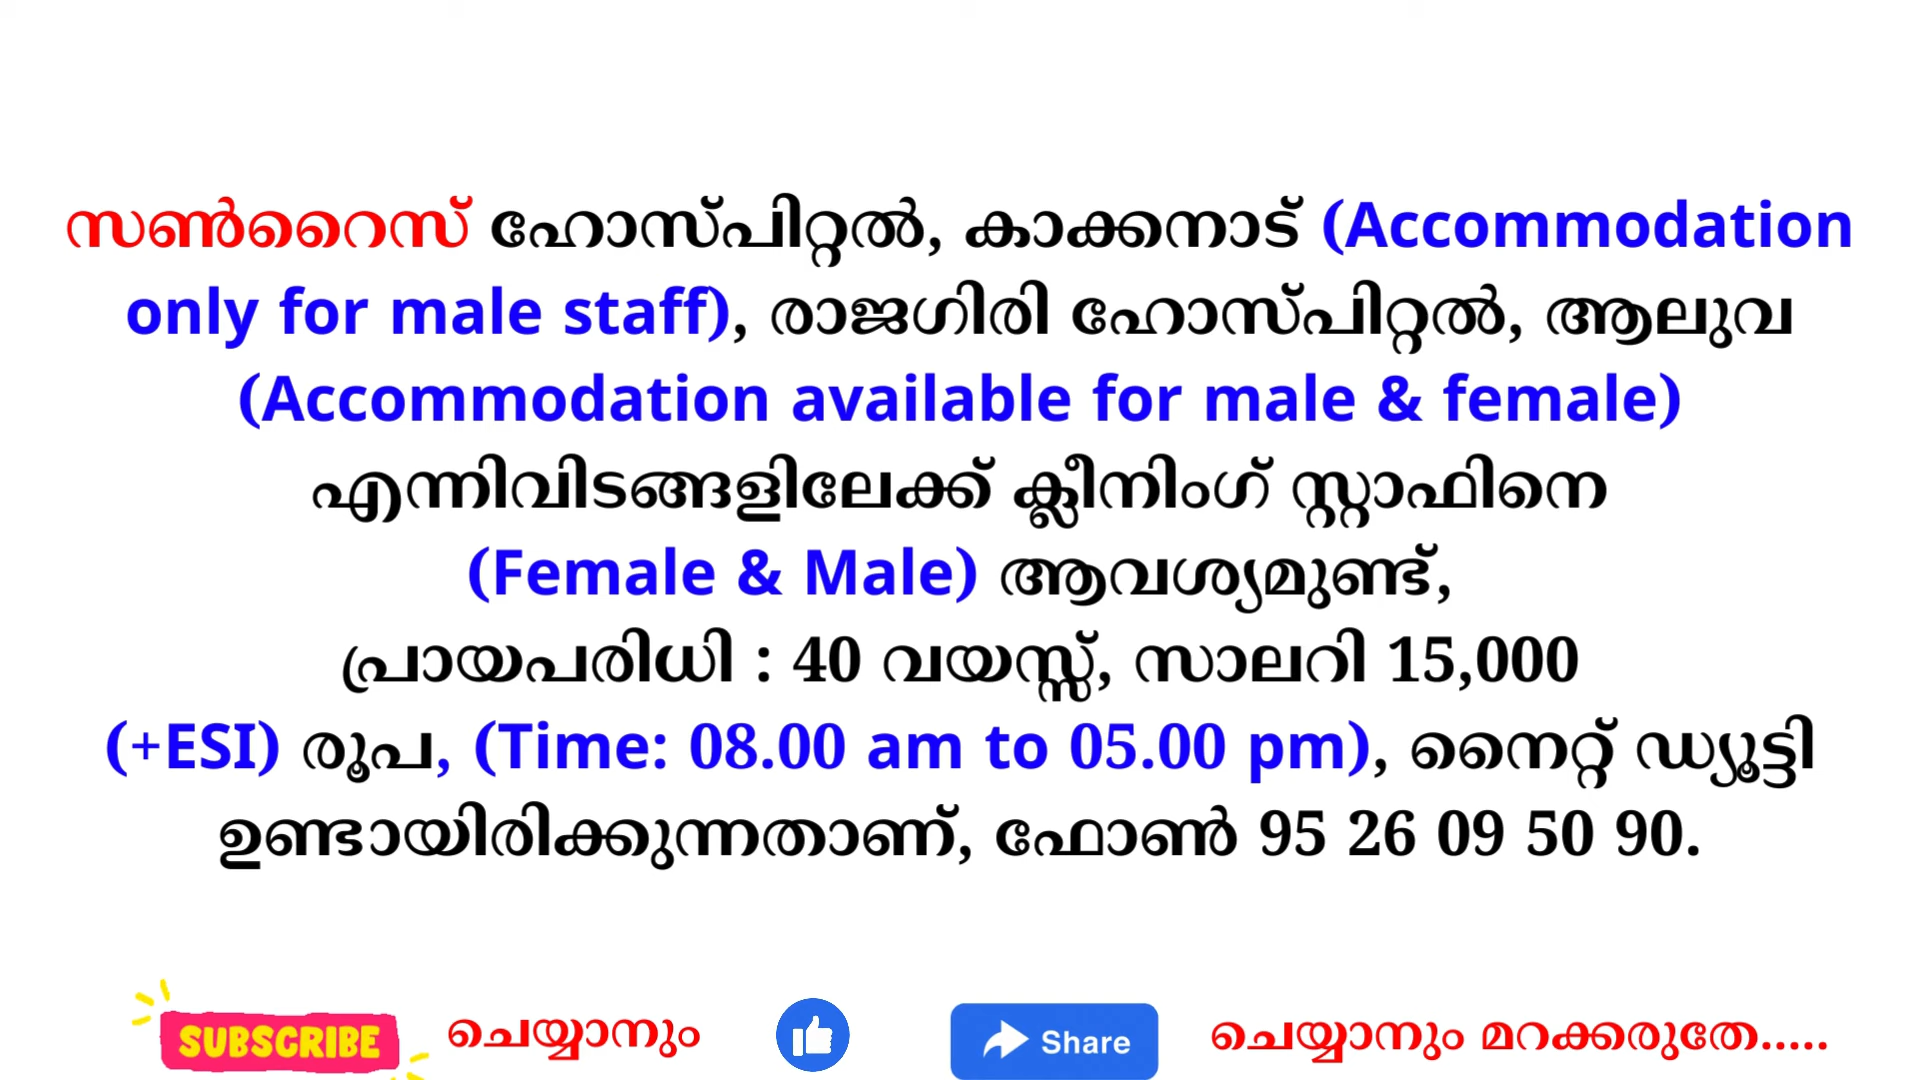 സൺറൈസ് ഹോസ്പിറ്റൽ, കാക്കനാട് (Accommodation
only for male staff), രാജഗിരി ഹോസ്പിറ്റൽ, ആലുവ
(Accommodation available for male & female)
എന്നിവിടങ്ങളിലേക്ക് ക്ലീനിംഗ് സ്റ്റാഫിനെ
(Female & Male) ആവശ്യമുണ്ട്,
പ്രായപരിധി : 40 വയസ്സ്, സാലറി 15,000
(+ESI) രൂപ, (Time: 08.00 am to 05.00 pm), നൈറ്റ് ഡ്യൂട്ടി
ഉണ്ടായിരിക്കുന്നതാണ്, ഫോൺ 95 26 09 50 90.
SUBSCRIBE ചെയ്യാനും Share ചെയ്യാനും മറക്കരുതേ.....